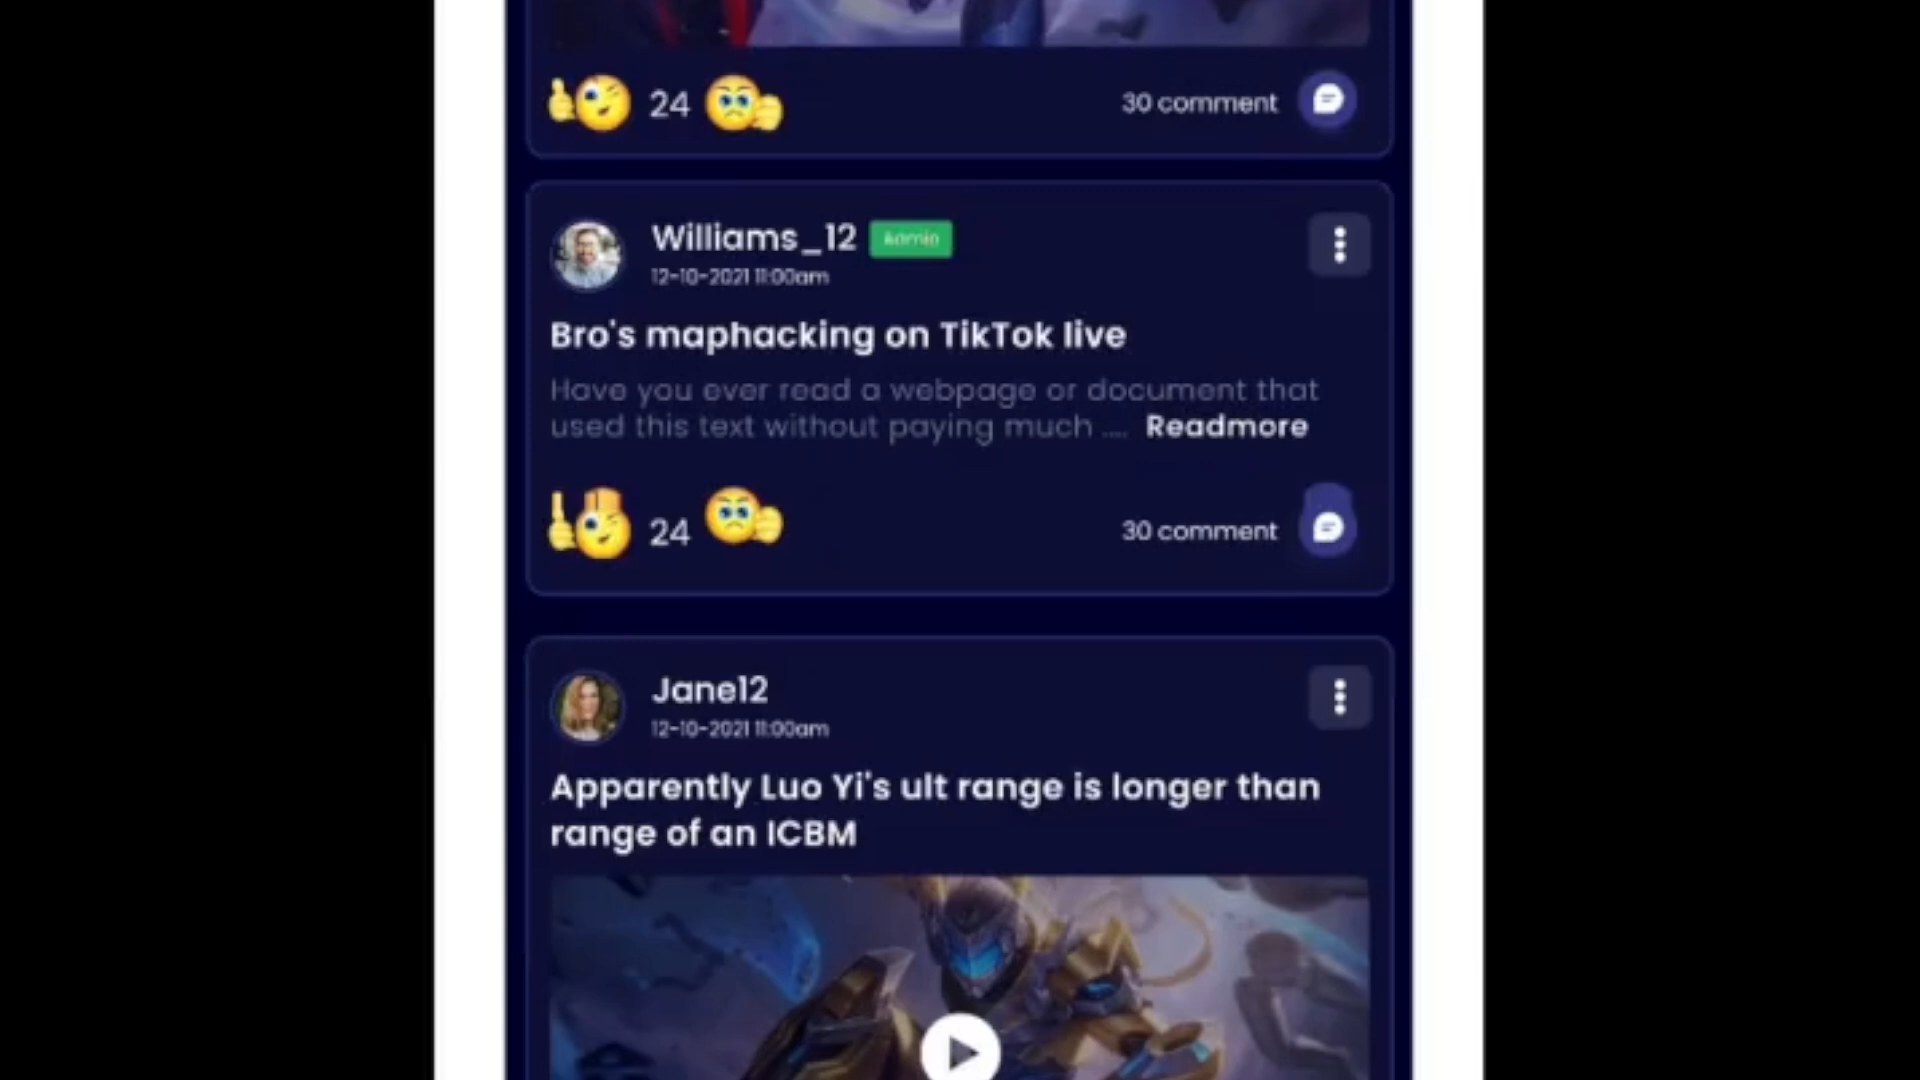 24
30 comment
Williams_12 Admin
12-10-2021 11:00am
Bro's maphacking on TikTok live
Have you ever read a webpage or document that
used this text without paying much .... Readmore
24
30 comment
Jane12
12-10-2021 11:00am
Apparently Luo Yi's ult range is longer than
range of an ICBM